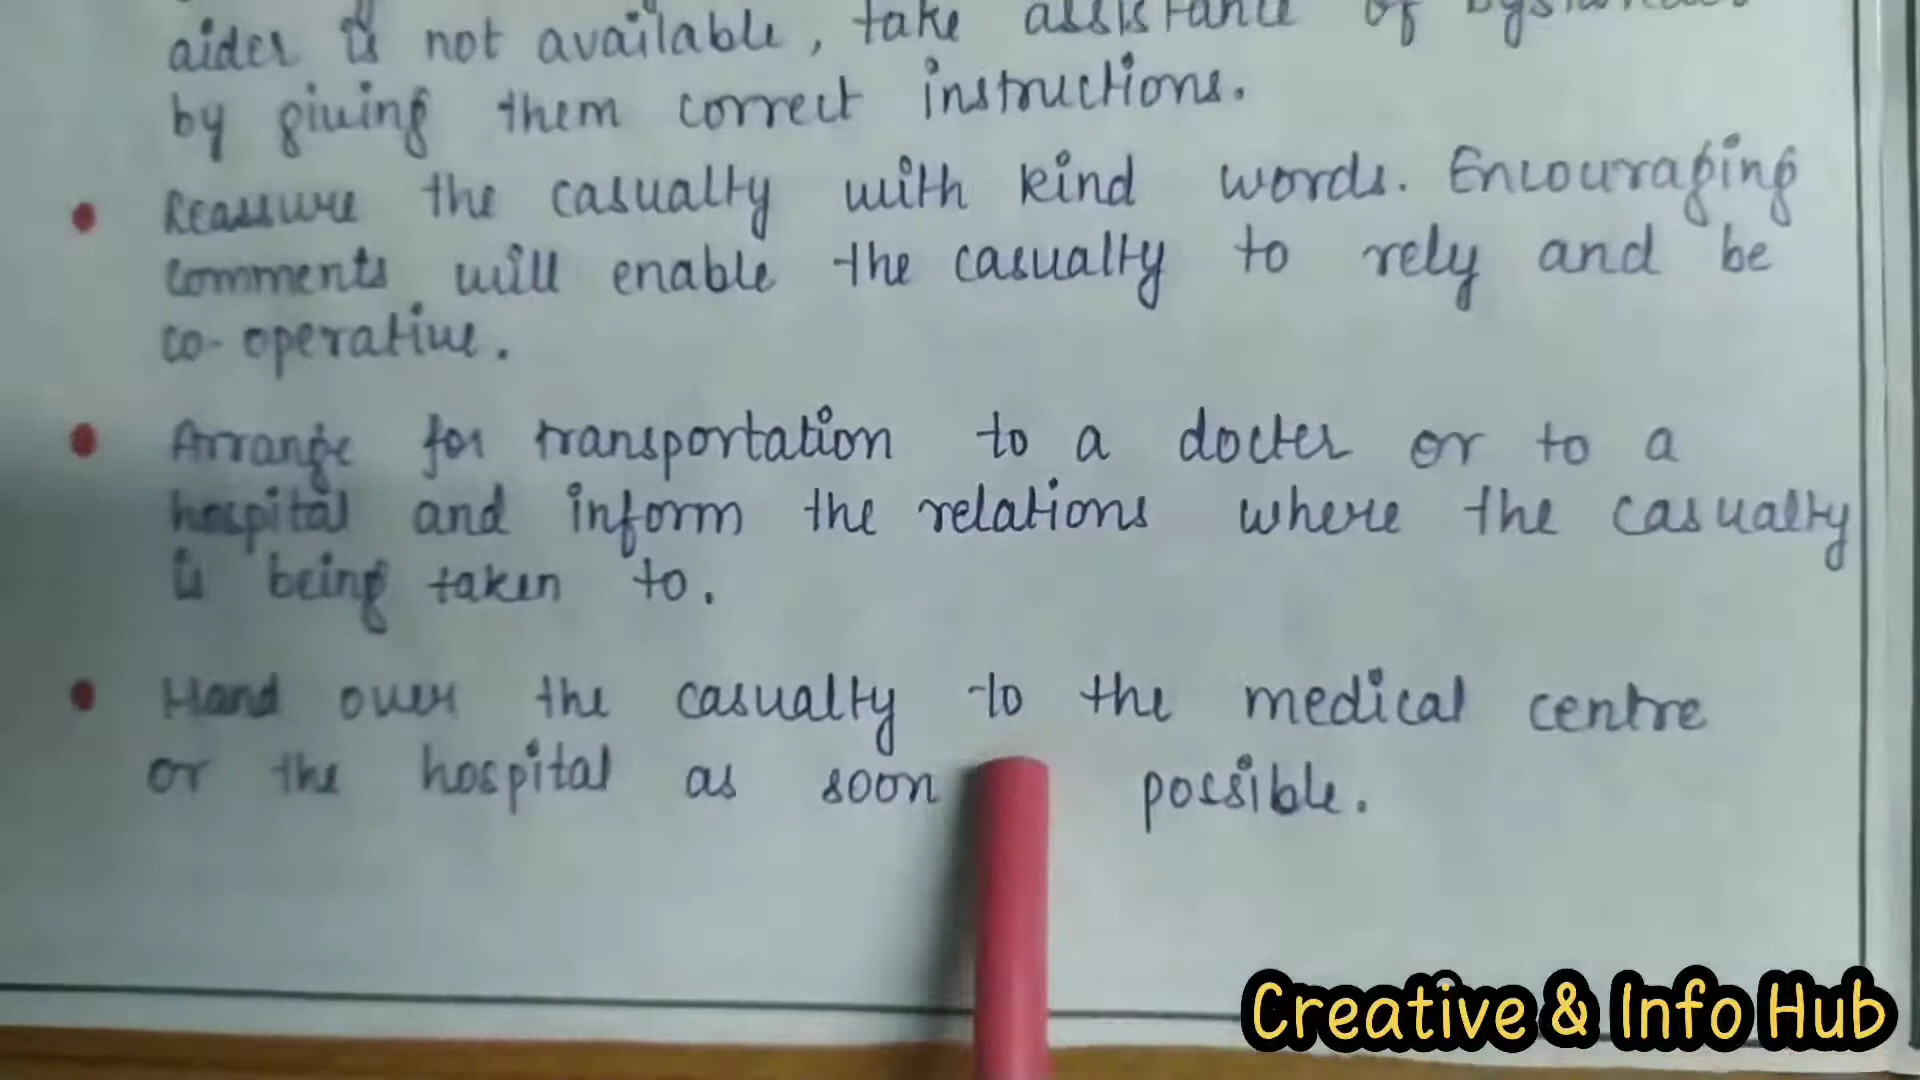 aider is not available, take assistance of
by giving them correct instructions.
Reassure the casualty with kind words. Encouraging
comments will enable the casualty to rely and be
co-operative.
Arrange for transportation to a docter or to a
hospital and inform the relations where the casualty
is being taken to.
Hand over the casualty to the medical centre
or the hospital as soon possible.
Creative & Info Hub